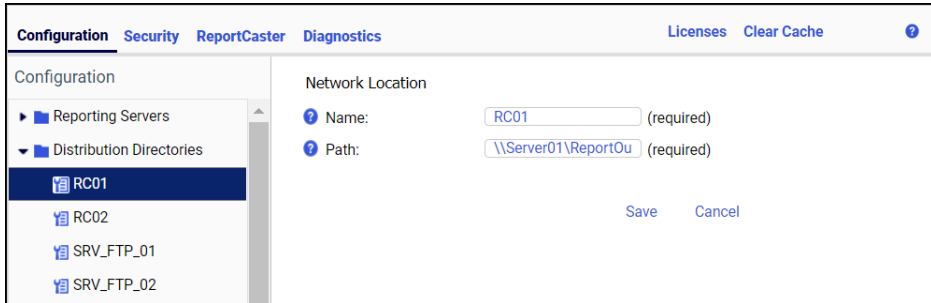 Configuration Security ReportCaster Diagnostics Licenses Clear Cache ?
Configuration
Reporting Servers
Distribution Directories
RC01
RC02
SRV_FTP_01
SRV_FTP_02
Network Location
? Name: RC01 (required)
? Path: \\Server01\ReportOu (required)
Save Cancel